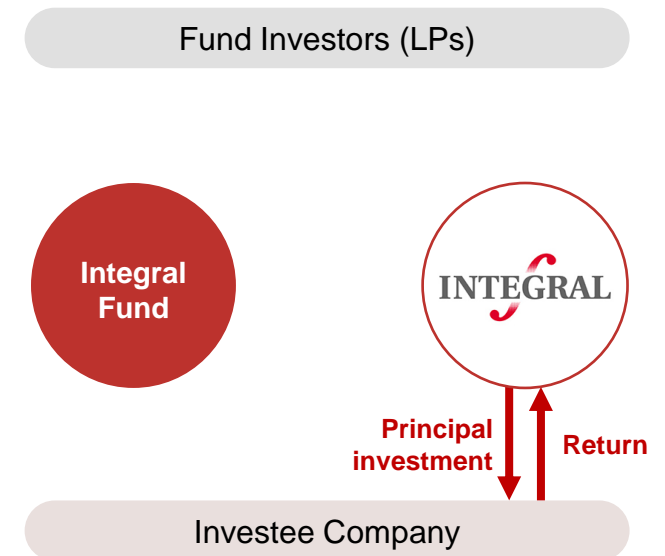 Fund Investors (LPs)
Integral
Fund
INTEGRAL
Principal
investment
Return
Investee Company